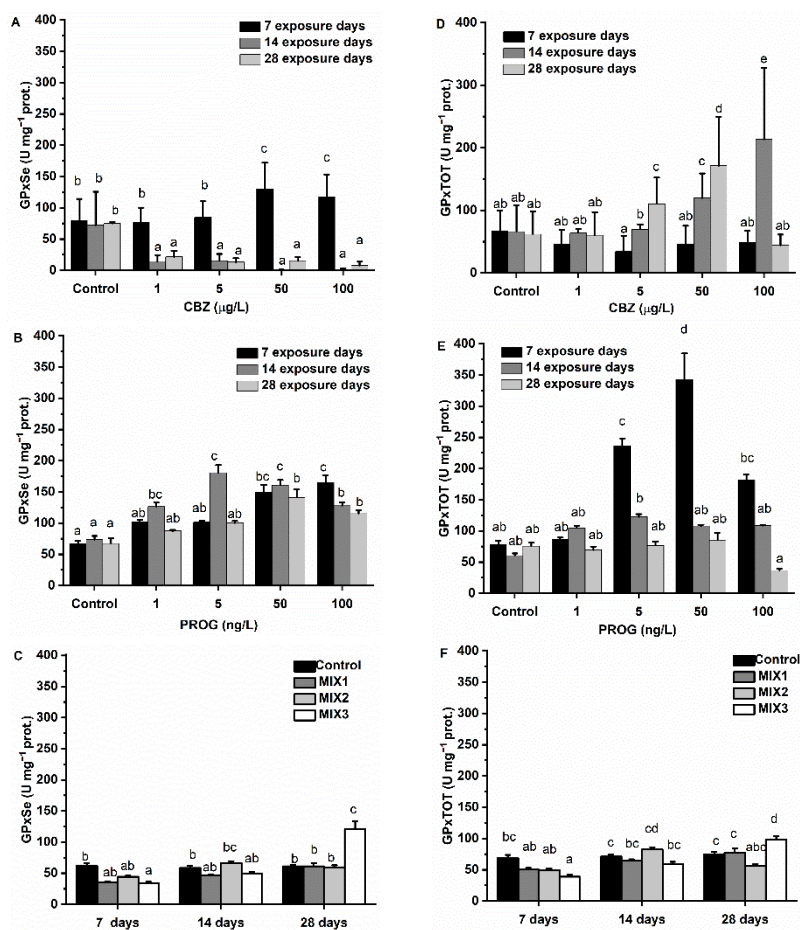 A
7 exposure days
14 exposure days
28 exposure days
GPxSe (U mg⁻¹ prot.)
400
350
300
250
200
150
100
50
0
b b b
b a a
b a a
c a a
c a a
Control 1 5 50 100
CBZ (µg/L)
D
7 exposure days
14 exposure days
28 exposure days
GPxTOT (U mg⁻¹ prot.)
400
350
300
250
200
150
100
50
0
ab ab ab
ab ab ab
a b c
ab c d
ab e ab
Control 1 5 50 100
CBZ (µg/L)
B
7 exposure days
14 exposure days
28 exposure days
GPxSe (U mg⁻¹ prot.)
400
350
300
250
200
150
100
50
0
a a a
ab bc ab
ab c ab
bc c b
c b b
Control 1 5 50 100
PROG (ng/L)
E
7 exposure days
14 exposure days
28 exposure days
GPxTOT (U mg⁻¹ prot.)
400
350
300
250
200
150
100
50
0
ab ab ab
ab ab ab
c b ab
d ab ab
bc ab a
Control 1 5 50 100
PROG (ng/L)
C
Control
MIX1
MIX2
MIX3
GPxSe (U mg⁻¹ prot.)
400
350
300
250
200
150
100
50
0
b ab ab a
b ab bc ab
b b b c
7 days 14 days 28 days
F
Control
MIX1
MIX2
MIX3
GPxTOT (U mg⁻¹ prot.)
400
350
300
250
200
150
100
50
0
bc ab ab a
c bc cd bc
c c abc d
7 days 14 days 28 days